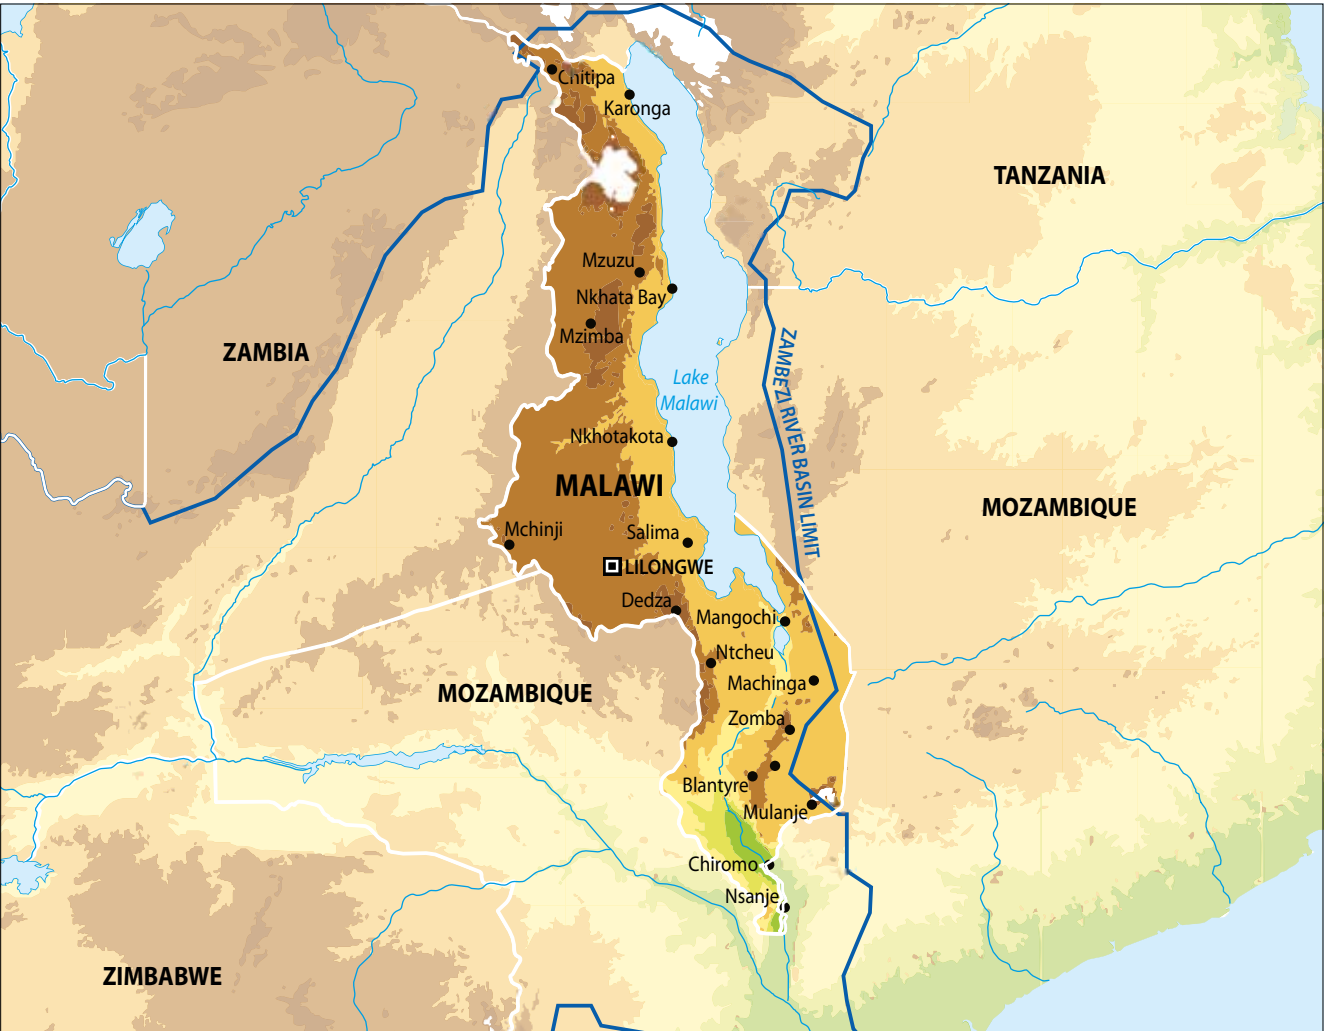 Chitipa
Karonga
TANZANIA
Mzuzu
Nkhata Bay
Mzimba
ZAMBIA
ZAMBEZI RIVER BASIN LIMIT
Lake
Malawi
Nkhotakota
MALAWI
MOZAMBIQUE
Mchinji
Salima
LILONGWE
Dedza
Mangochi
Ntcheu
Machinga
MOZAMBIQUE
Zomba
Blantyre
Mulanje
Chiromo
Nsanje
ZIMBABWE